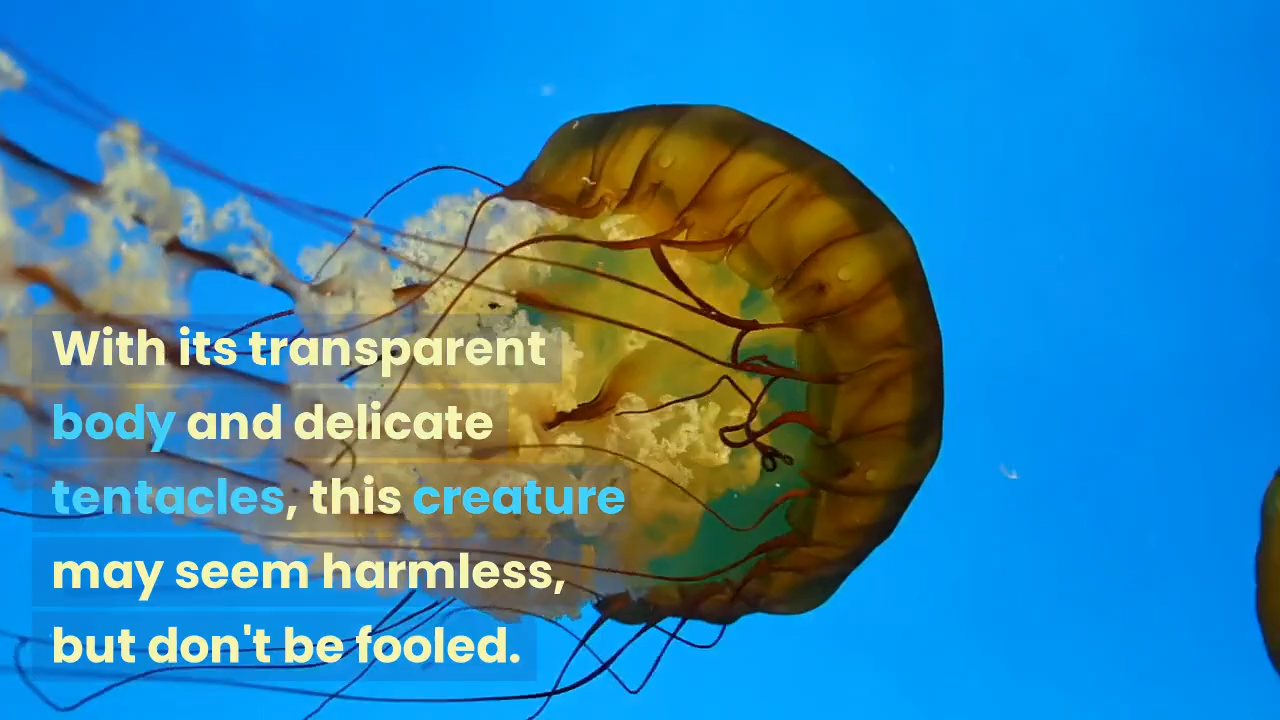 With its transparent
body and delicate
tentacles, this creature
may seem harmless,
but don't be fooled.